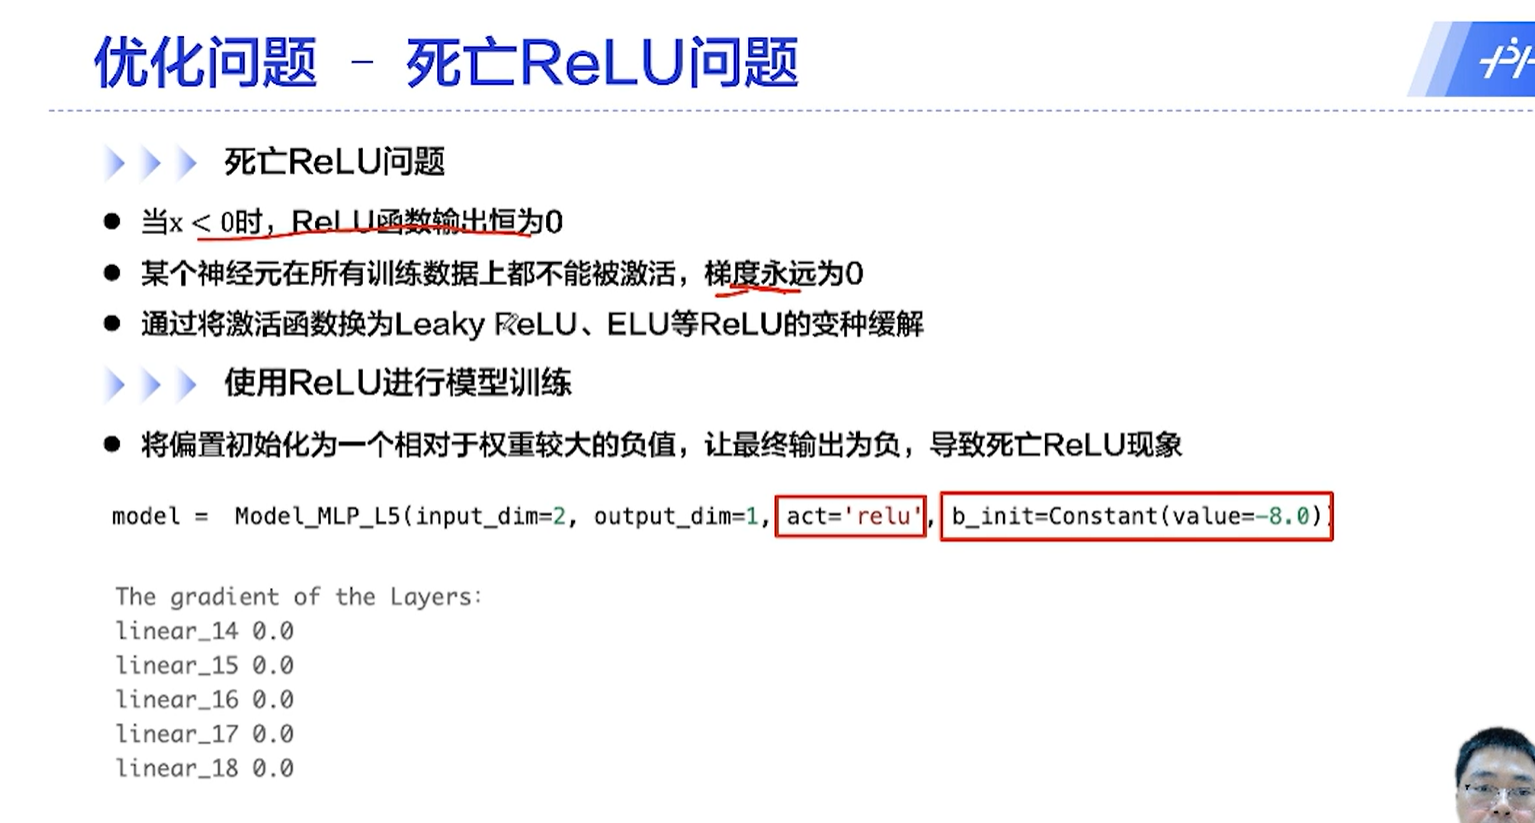 优化问题 - 死亡ReLU问题
死亡ReLU问题
当x < 0时，ReLU函数输出恒为0
某个神经元在所有训练数据上都不能被激活，梯度永远为0
通过将激活函数换为Leaky ReLU、ELU等ReLU的变种缓解
使用ReLU进行模型训练
将偏置初始化为一个相对于权重较大的负值，让最终输出为负，导致死亡ReLU现象
model = Model_MLP_L5(input_dim=2, output_dim=1, act='relu', b_init=Constant(value=-8.0))
The gradient of the Layers:
linear_14 0.0
linear_15 0.0
linear_16 0.0
linear_17 0.0
linear_18 0.0